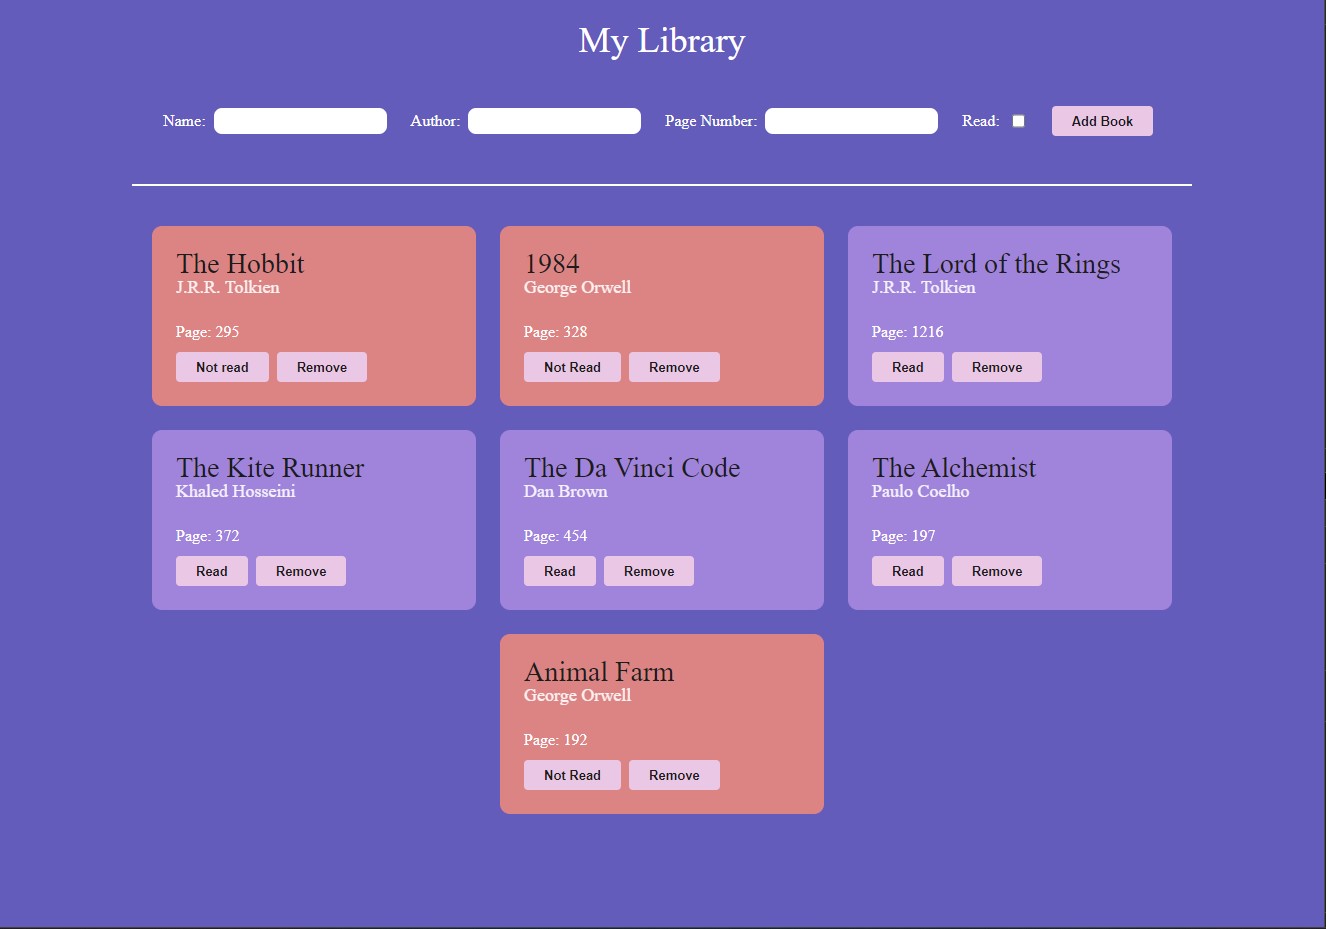 My Library
Name: Author: Page Number: Read: Add Book
The Hobbit
J.R.R. Tolkien
Page: 295
Not read Remove
1984
George Orwell
Page: 328
Not Read Remove
The Lord of the Rings
J.R.R. Tolkien
Page: 1216
Read Remove
The Kite Runner
Khaled Hosseini
Page: 372
Read Remove
The Da Vinci Code
Dan Brown
Page: 454
Read Remove
The Alchemist
Paulo Coelho
Page: 197
Read Remove
Animal Farm
George Orwell
Page: 192
Not Read Remove